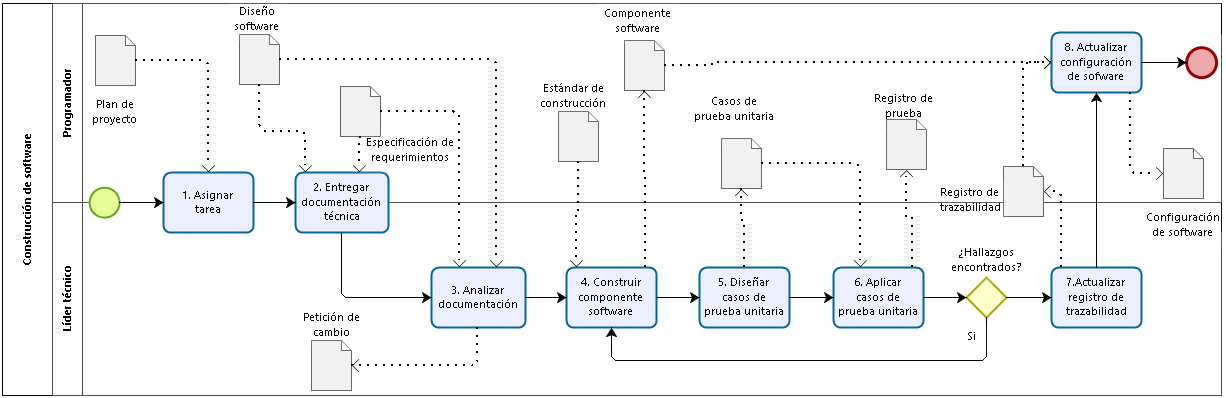 Construcción de software
Programador
Líder técnico
Plan de
proyecto
Diseño
software
Especificación de
requerimientos
Estándar de
construcción
Componente
software
Casos de
prueba unitaria
Registro de
prueba
Registro de
trazabilidad
8. Actualizar
configuración
de sofware
Configuración
de software
1. Asignar
tarea
2. Entregar
documentación
técnica
3. Analizar
documentación
Petición de
cambio
4. Construir
componente
software
5. Diseñar
casos de
prueba unitaria
6. Aplicar
casos de
prueba unitaria
¿Hallazgos
encontrados?
Si
7.Actualizar
registro de
trazabilidad